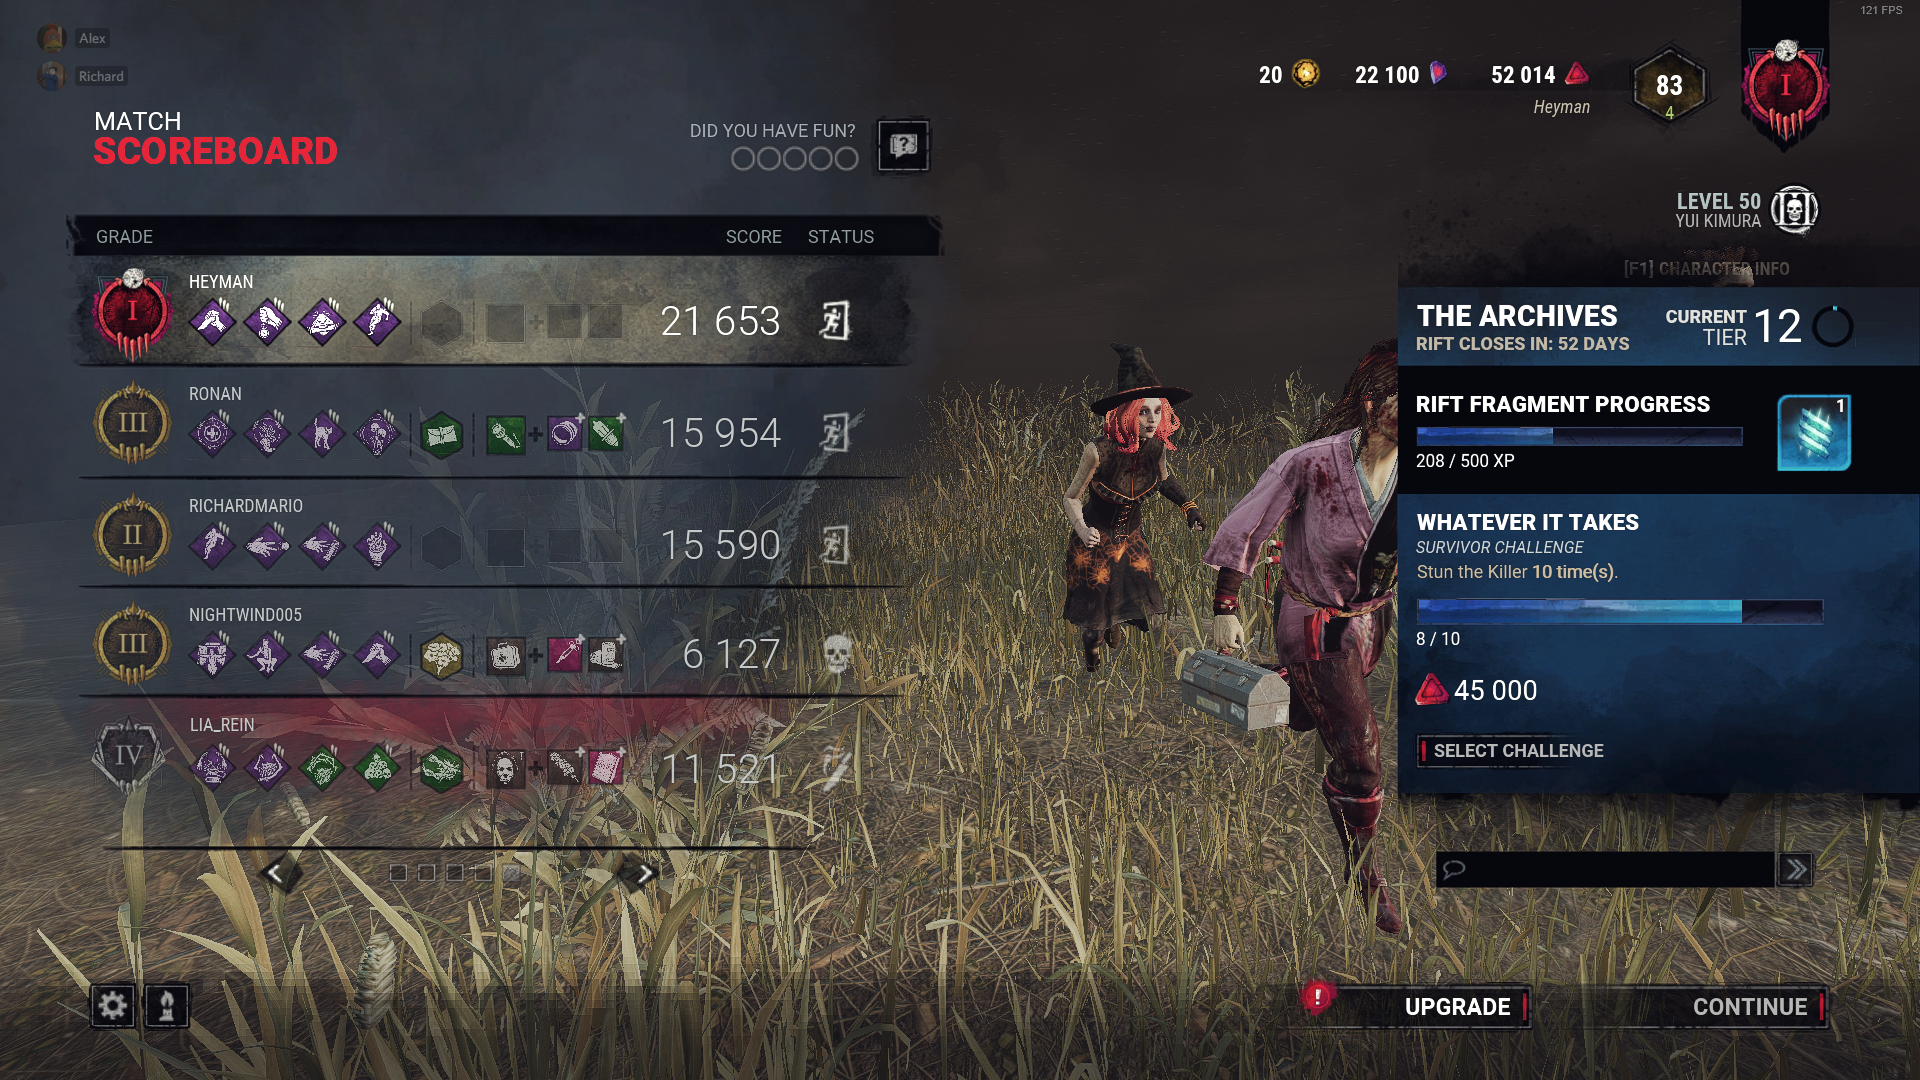 121 FPS
Alex
Richard
20
22 100
52 014
Heyman
83
4
I
MATCH
SCOREBOARD
DID YOU HAVE FUN?
LEVEL 50
YUI KIMURA
[F1] CHARACTER INFO
GRADE SCORE STATUS
HEYMAN
I
21 653
RONAN
III
15 954
RICHARDMARIO
II
15 590
NIGHTWIND005
III
6 127
LIA_REIN
IV
11 521
THE ARCHIVES
RIFT CLOSES IN: 52 DAYS
CURRENT
TIER
12
RIFT FRAGMENT PROGRESS
1
208 / 500 XP
WHATEVER IT TAKES
SURVIVOR CHALLENGE
Stun the Killer 10 time(s).
8 / 10
45 000
SELECT CHALLENGE
UPGRADE
CONTINUE